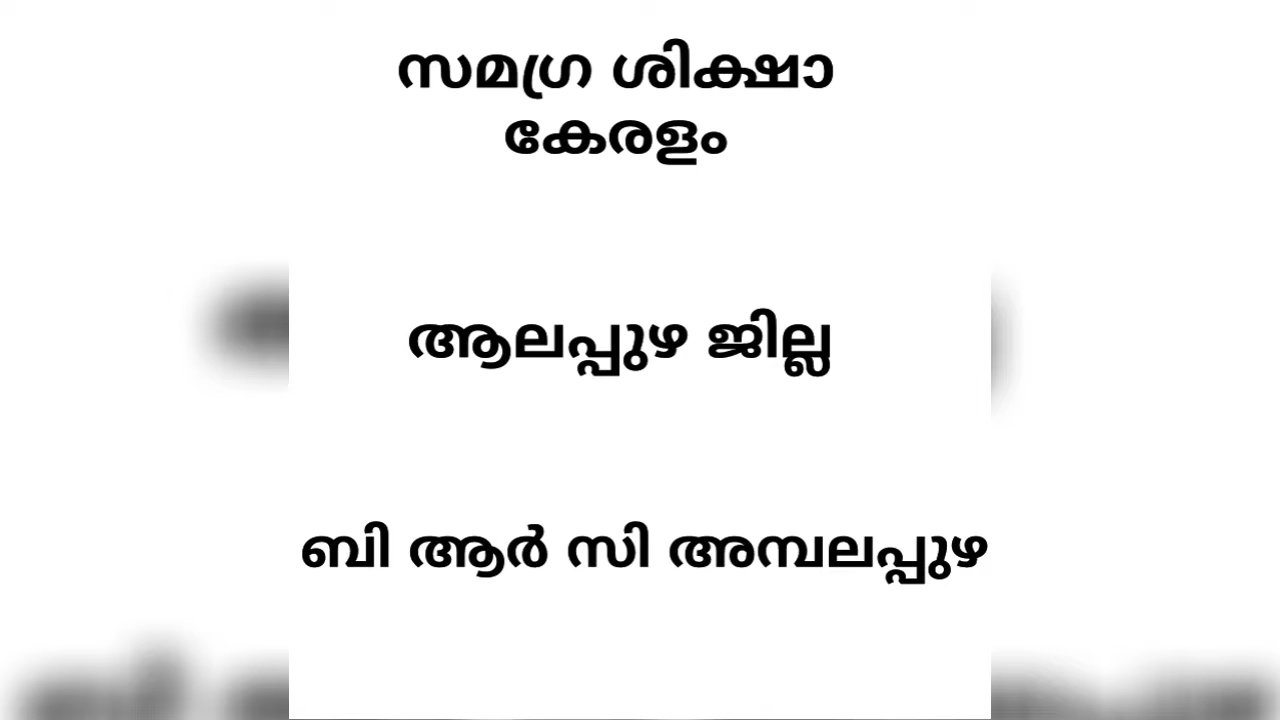 സമഗ്ര ശിക്ഷാ
കേരളം
ആലപ്പുഴ ജില്ല
ബി ആർ സി അമ്പലപ്പുഴ